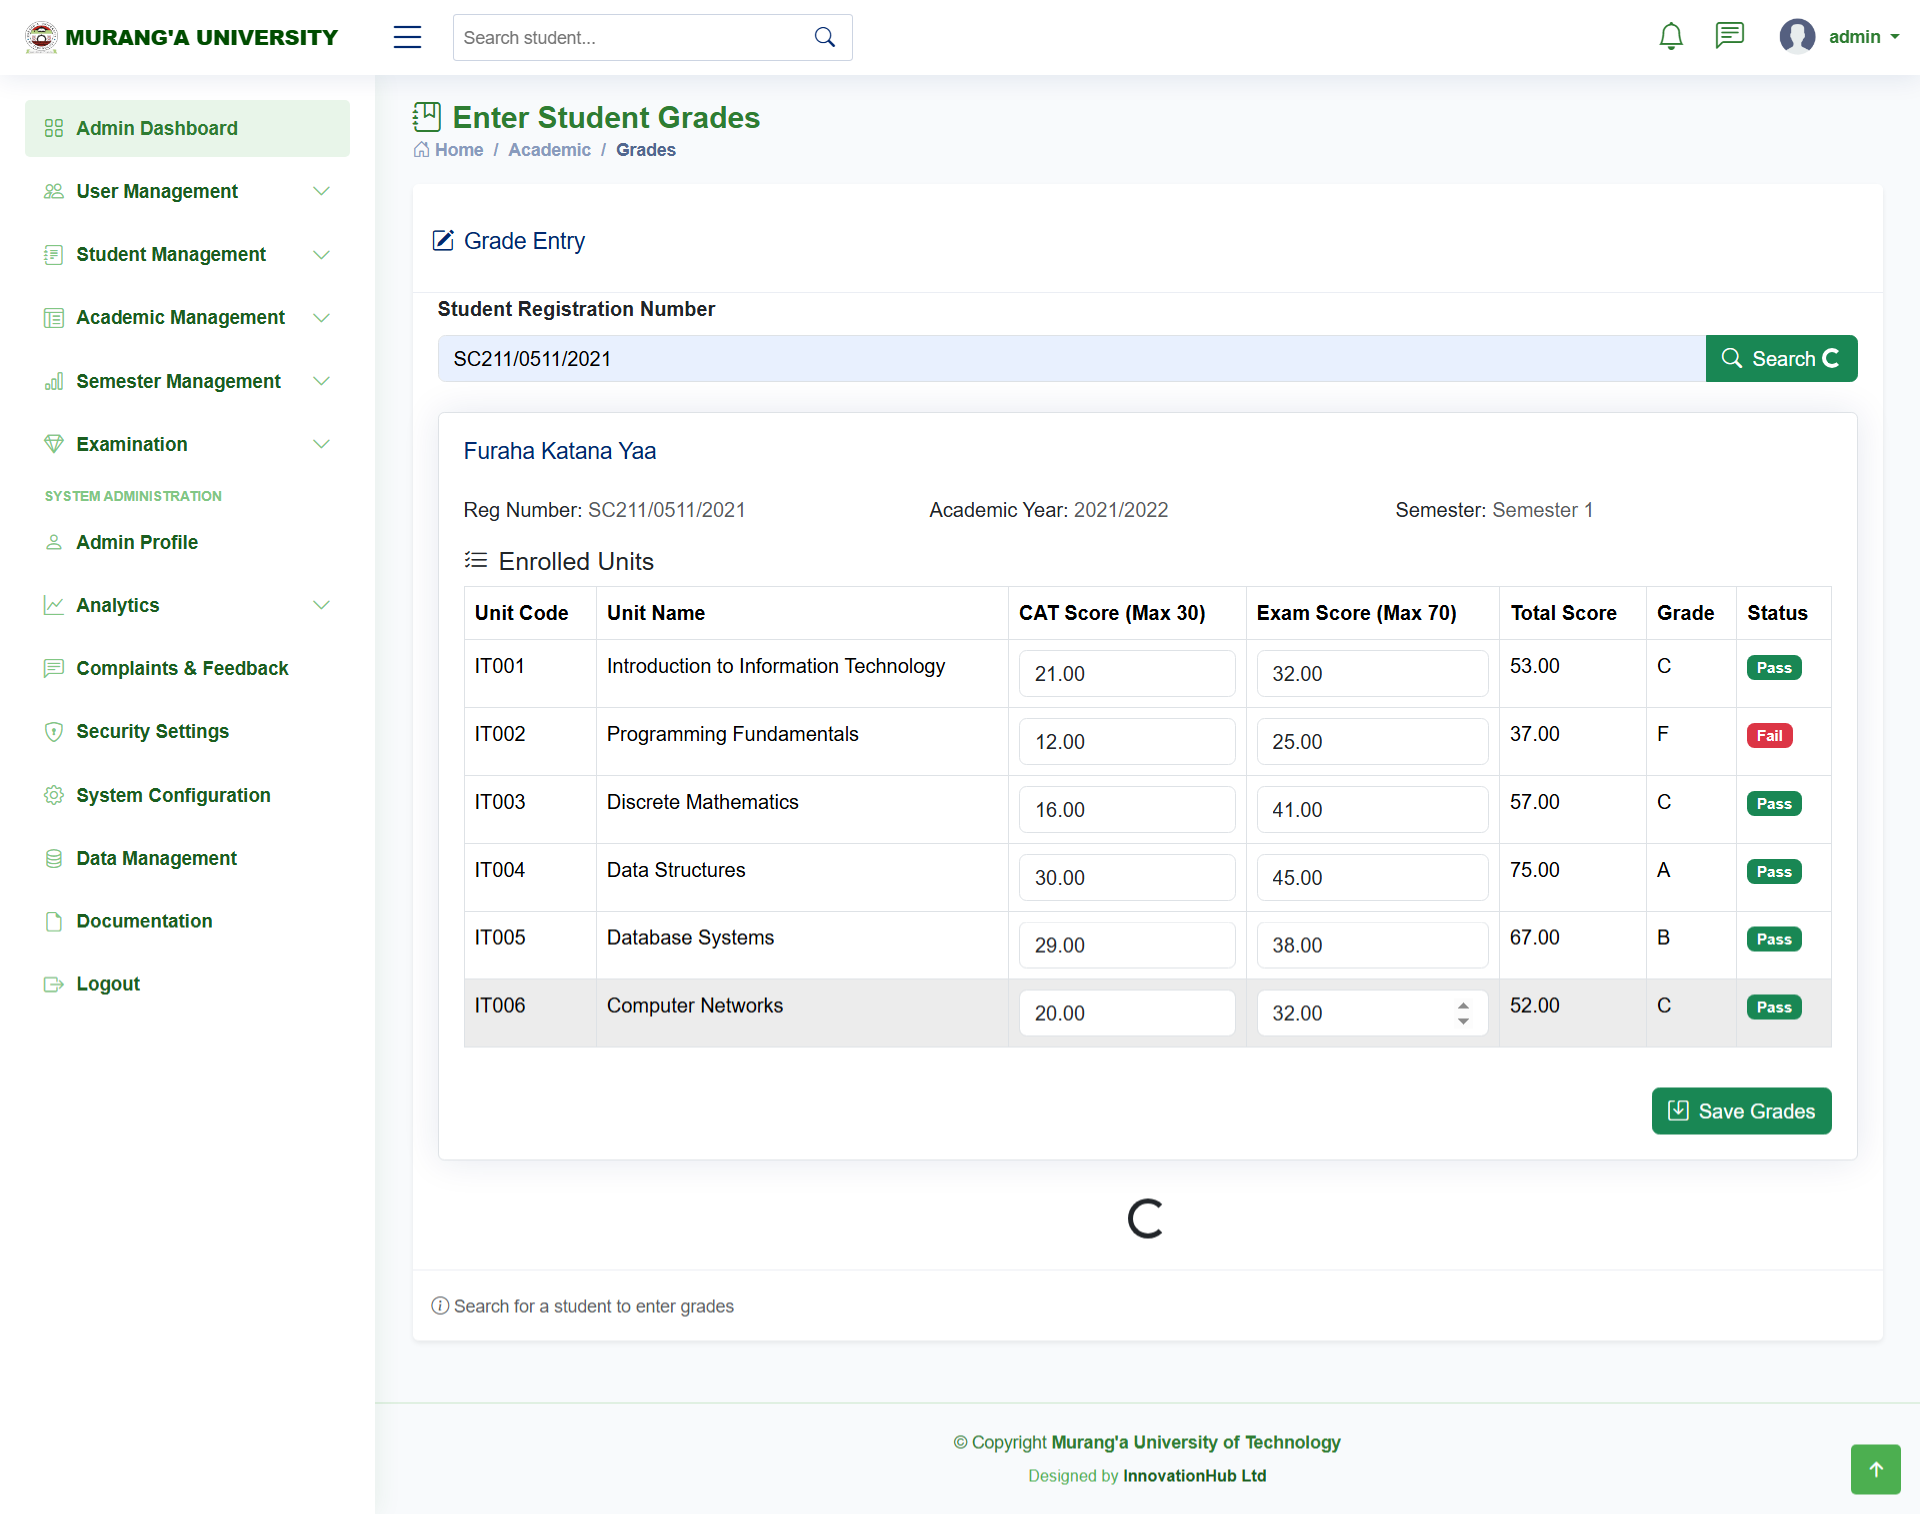 MURANG'A UNIVERSITY
Search student...
admin
Admin Dashboard
User Management
Student Management
Academic Management
Semester Management
Examination
SYSTEM ADMINISTRATION
Admin Profile
Analytics
Complaints & Feedback
Security Settings
System Configuration
Data Management
Documentation
Logout
Enter Student Grades
Home / Academic / Grades
Grade Entry
Student Registration Number
SC211/0511/2021
Search
Furaha Katana Yaa
Reg Number: SC211/0511/2021 Academic Year: 2021/2022 Semester: Semester 1
Enrolled Units
Unit Code Unit Name CAT Score (Max 30) Exam Score (Max 70) Total Score Grade Status
IT001 Introduction to Information Technology 21.00 32.00 53.00 C Pass
IT002 Programming Fundamentals 12.00 25.00 37.00 F Fail
IT003 Discrete Mathematics 16.00 41.00 57.00 C Pass
IT004 Data Structures 30.00 45.00 75.00 A Pass
IT005 Database Systems 29.00 38.00 67.00 B Pass
IT006 Computer Networks 20.00 32.00 52.00 C Pass
Save Grades
Search for a student to enter grades
© Copyright Murang'a University of Technology
Designed by InnovationHub Ltd